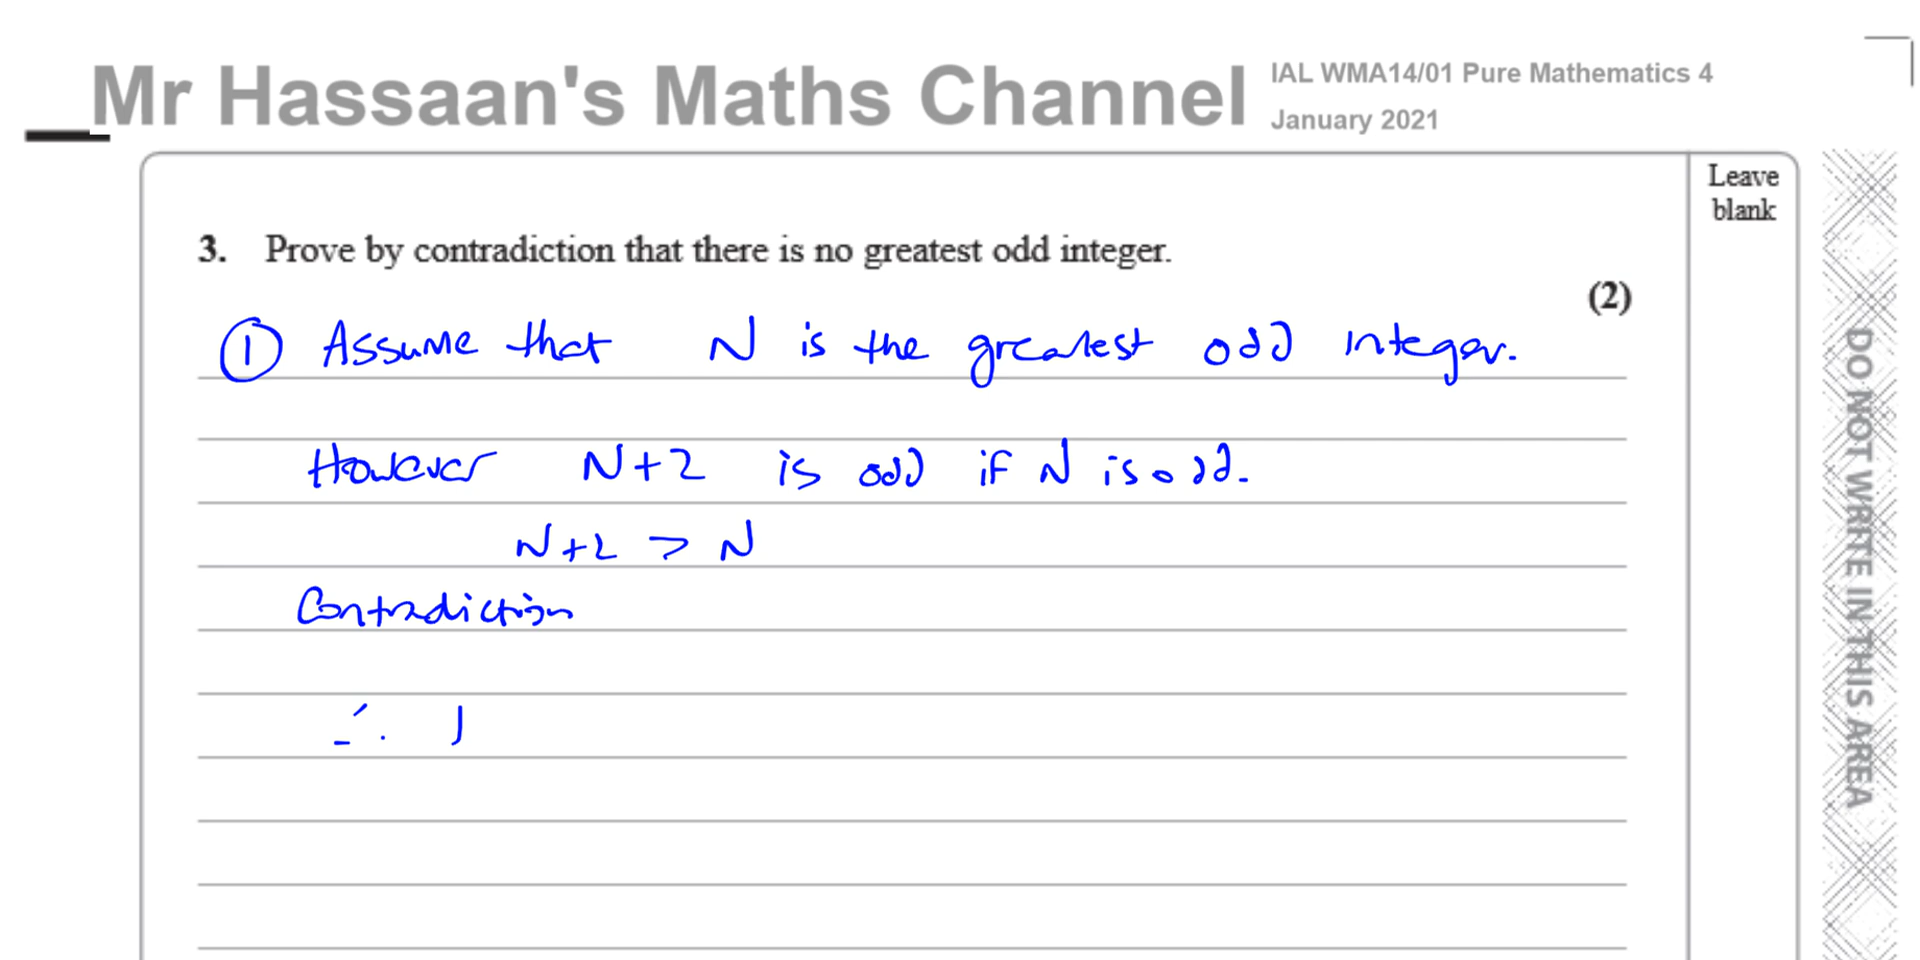 Mr Hassaan's Maths Channel
IAL WMA14/01 Pure Mathematics 4
January 2021
Leave
blank
3. Prove by contradiction that there is no greatest odd integer.
(2)
① Assume that N is the greatest odd integer.
However N+2 is odd if N is odd.
N+2 > N
Contradiction
∴
DO NOT WRITE IN THIS AREA